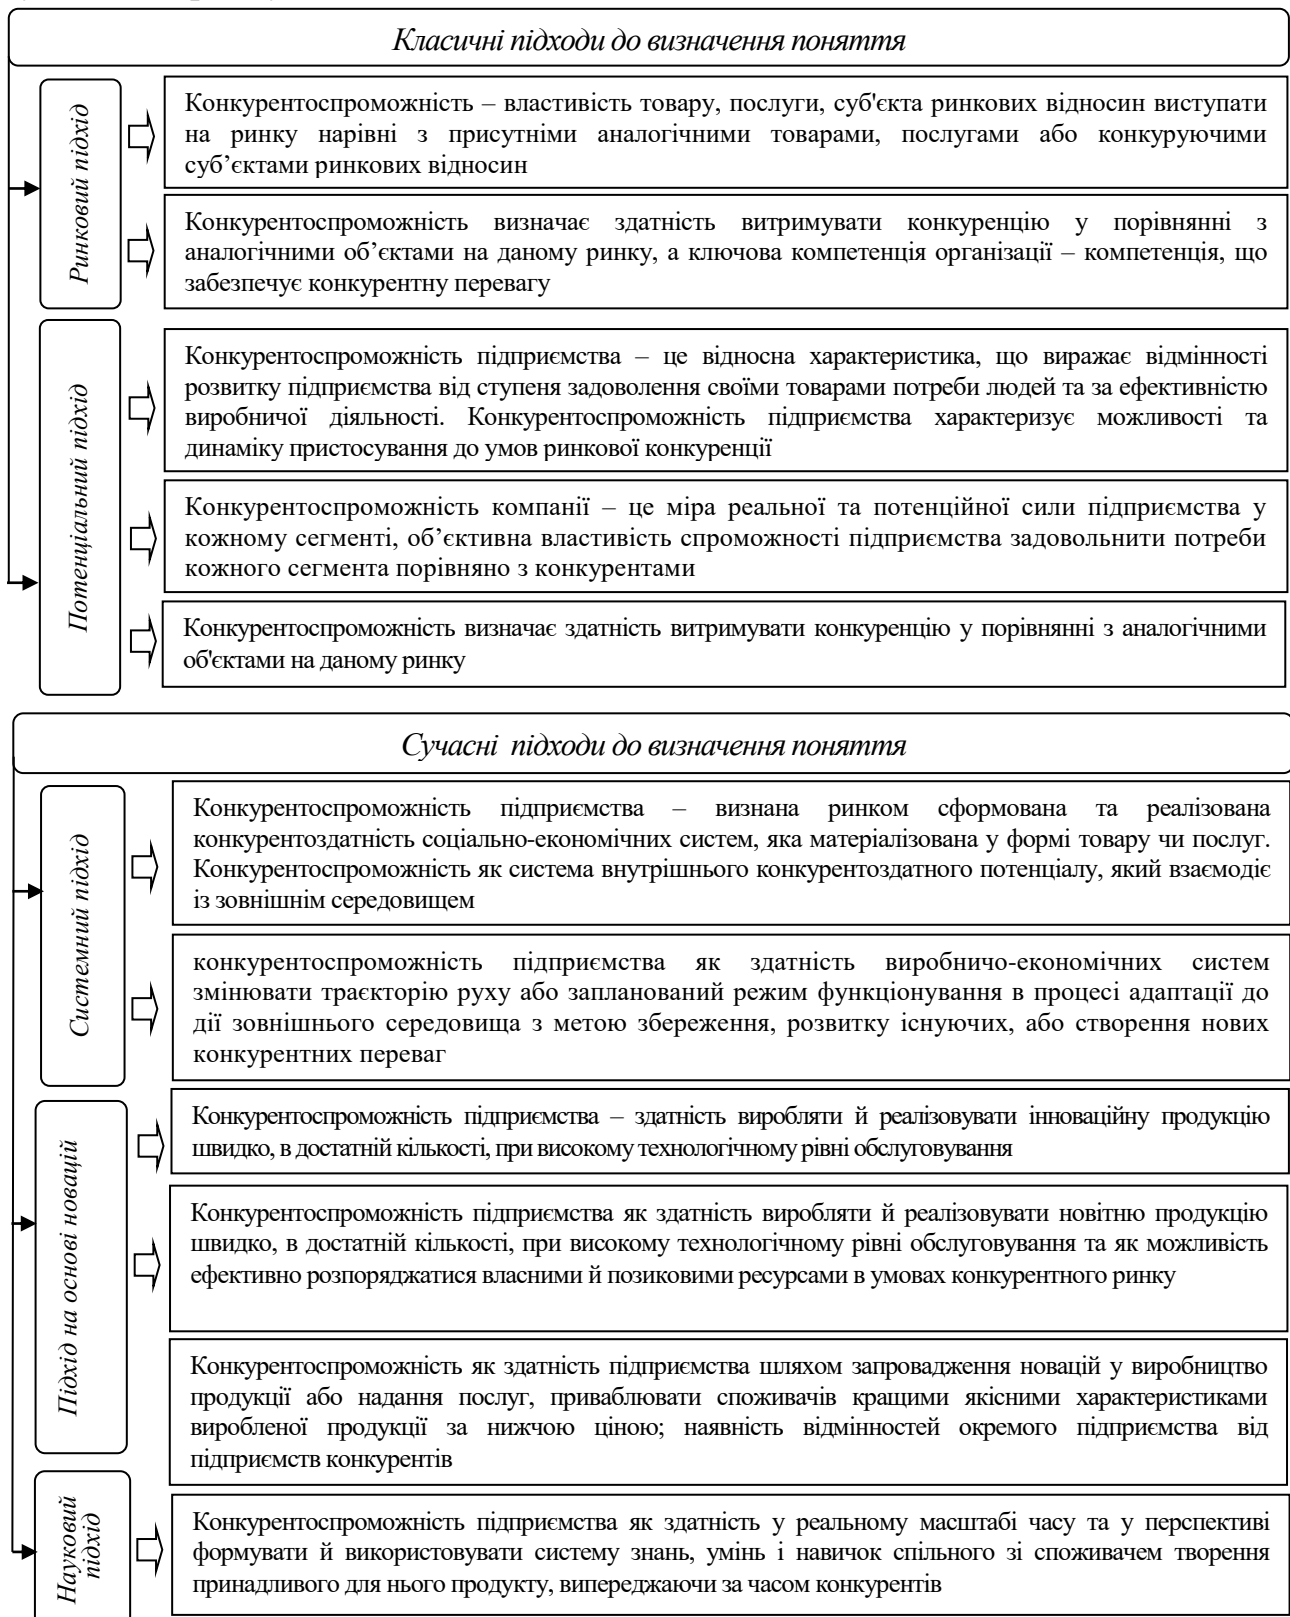 Класичні підходи до визначення поняття
Ринковий підхід
Конкурентоспроможність – властивість товару, послуги, суб'єкта ринкових відносин виступати
на ринку нарівні з присутніми аналогічними товарами, послугами або конкуруючими
суб’єктами ринкових відносин
Конкурентоспроможність визначає здатність витримувати конкуренцію у порівнянні з
аналогічними об’єктами на даному ринку, а ключова компетенція організації – компетенція, що
забезпечує конкурентну перевагу
Потенціальний підхід
Конкурентоспроможність підприємства – це відносна характеристика, що виражає відмінності
розвитку підприємства від ступеня задоволення своїми товарами потреби людей та за ефективністю
виробничої діяльності. Конкурентоспроможність підприємства характеризує можливості та
динаміку пристосування до умов ринкової конкуренції
Конкурентоспроможність компанії – це міра реальної та потенційної сили підприємства у
кожному сегменті, об’єктивна властивість спроможності підприємства задовольнити потреби
кожного сегмента порівняно з конкурентами
Конкурентоспроможність визначає здатність витримувати конкуренцію у порівнянні з аналогічними
об'єктами на даному ринку
Сучасні підходи до визначення поняття
Системний підхід
Конкурентоспроможність підприємства – визнана ринком сформована та реалізована
конкурентоздатність соціально-економічних систем, яка матеріалізована у формі товару чи послуг.
Конкурентоспроможність як система внутрішнього конкурентоздатного потенціалу, який взаємодіє
із зовнішнім середовищем
конкурентоспроможність підприємства як здатність виробничо-економічних систем
змінювати траєкторію руху або запланований режим функціонування в процесі адаптації до
дії зовнішнього середовища з метою збереження, розвитку існуючих, або створення нових
конкурентних переваг
Підхід на основі новацій
Конкурентоспроможність підприємства – здатність виробляти й реалізовувати інноваційну продукцію
швидко, в достатній кількості, при високому технологічному рівні обслуговування
Конкурентоспроможність підприємства як здатність виробляти й реалізовувати новітню продукцію
швидко, в достатній кількості, при високому технологічному рівні обслуговування та як можливість
ефективно розпоряджатися власними й позиковими ресурсами в умовах конкурентного ринку
Конкурентоспроможність як здатність підприємства шляхом запровадження новацій у виробництво
продукції або надання послуг, приваблювати споживачів кращими якісними характеристиками
виробленої продукції за нижчою ціною; наявність відмінностей окремого підприємства від
підприємств конкурентів
Науковий
підхід
Конкурентоспроможність підприємства як здатність у реальному масштабі часу та у перспективі
формувати й використовувати систему знань, умінь і навичок спільного зі споживачем творення
принадливого для нього продукту, випереджаючи за часом конкурентів